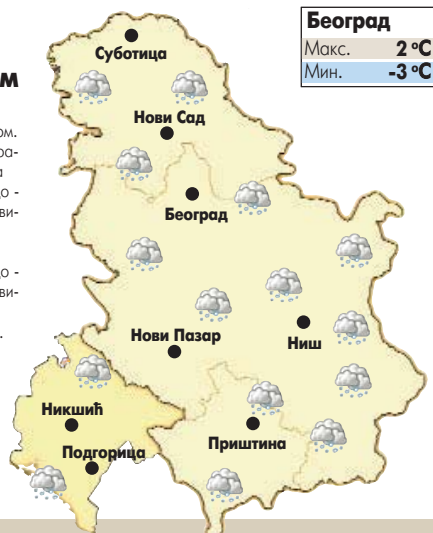 Београд
Макс. 2 °C
Мин. -3 °C
Суботица
Нови Сад
Београд
Нови Пазар
Ниш
Никшић
Приштина
Подгорица